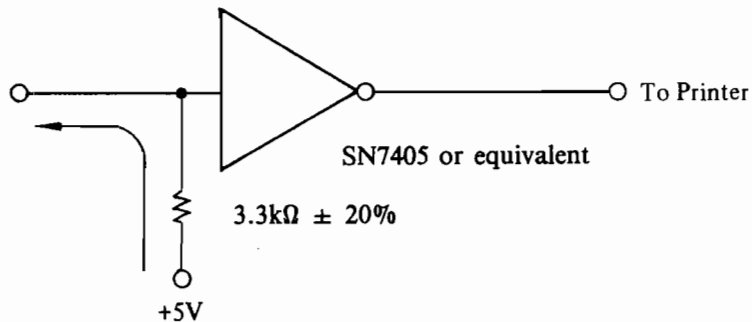 To Printer
SN7405 or equivalent
3.3kΩ ± 20%
+5V